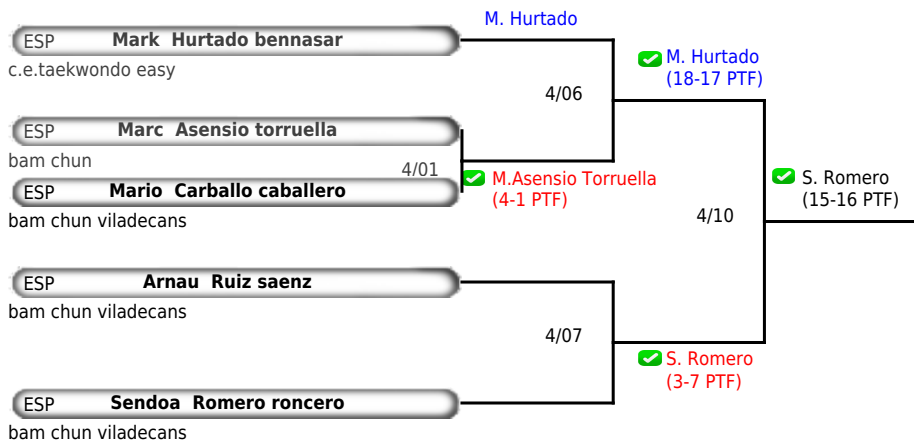 M. Hurtado
ESP Mark Hurtado bennasar
c.e.taekwondo easy
M. Hurtado
(18-17 PTF)
4/06
ESP Marc Asensio torruella
bam chun
4/01
M.Asensio Torruella
(4-1 PTF)
ESP Mario Carballo caballero
bam chun viladecans
S. Romero
(15-16 PTF)
4/10
ESP Arnau Ruiz saenz
bam chun viladecans
4/07
S. Romero
(3-7 PTF)
ESP Sendoa Romero roncero
bam chun viladecans